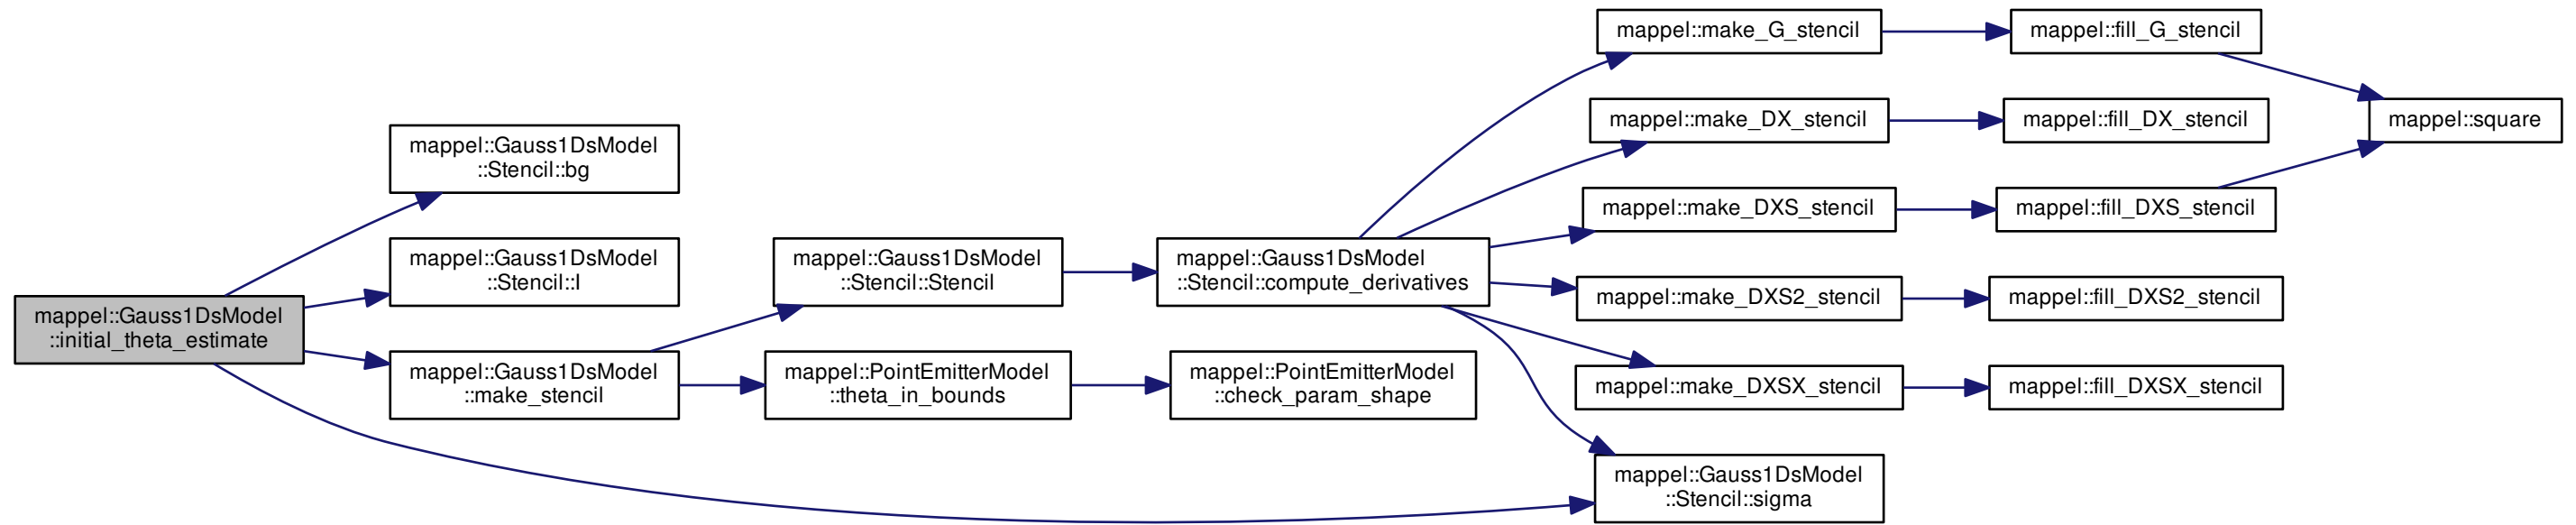 mappel::Gauss1DsModel
::initial_theta_estimate
mappel::Gauss1DsModel
::Stencil::bg
mappel::Gauss1DsModel
::Stencil::I
mappel::Gauss1DsModel
::make_stencil
mappel::Gauss1DsModel
::Stencil::Stencil
mappel::PointEmitterModel
::theta_in_bounds
mappel::Gauss1DsModel
::Stencil::compute_derivatives
mappel::PointEmitterModel
::check_param_shape
mappel::make_G_stencil
mappel::make_DX_stencil
mappel::make_DXS_stencil
mappel::make_DXS2_stencil
mappel::make_DXSX_stencil
mappel::Gauss1DsModel
::Stencil::sigma
mappel::fill_G_stencil
mappel::fill_DX_stencil
mappel::fill_DXS_stencil
mappel::fill_DXS2_stencil
mappel::fill_DXSX_stencil
mappel::square